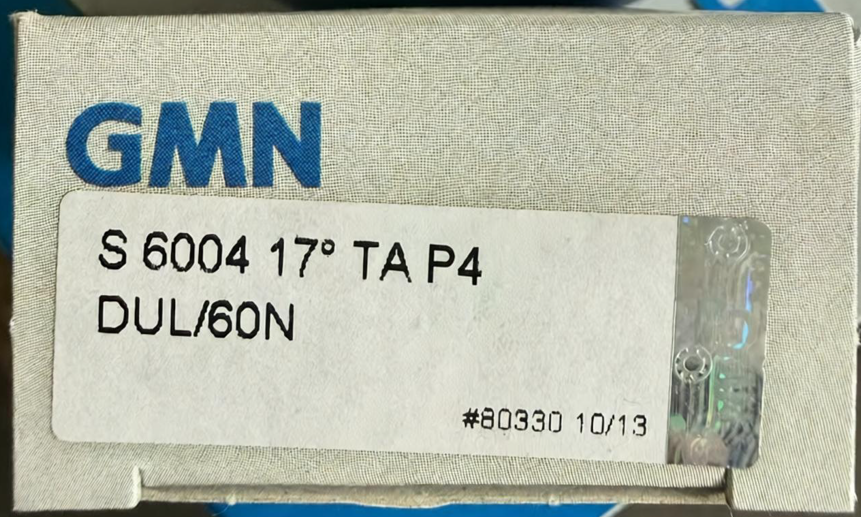 GMN
S 6004 17° TA P4
DUL/60N
#80330 10/13